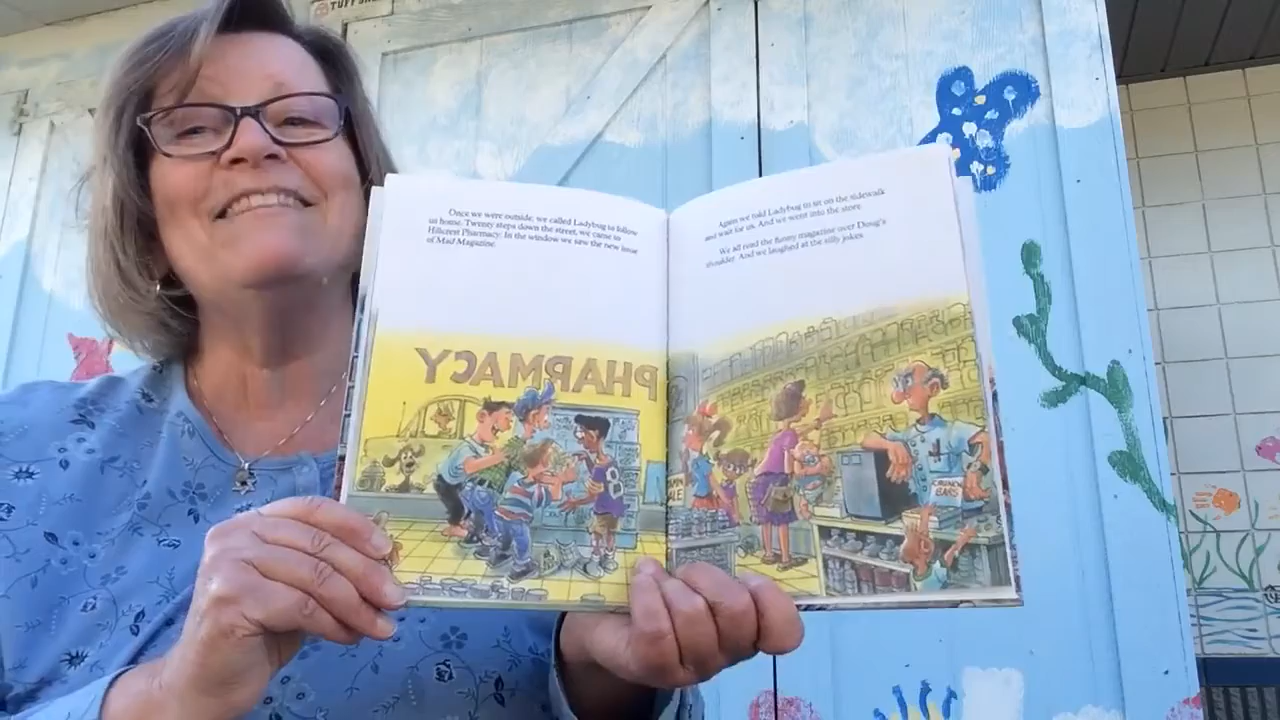 Once we were outside, we called Ladybug to follow
us home. Twenty steps down the street, we came to
Hillcrest Pharmacy. In the window we saw the new issue
of Mad Magazine.
PHARMACY
Again we told Ladybug to sit on the sidewalk
and wait for us. And we went into the store.
We all read the funny magazine over Doug's
shoulder. And we laughed at the silly jokes.
8
BARS